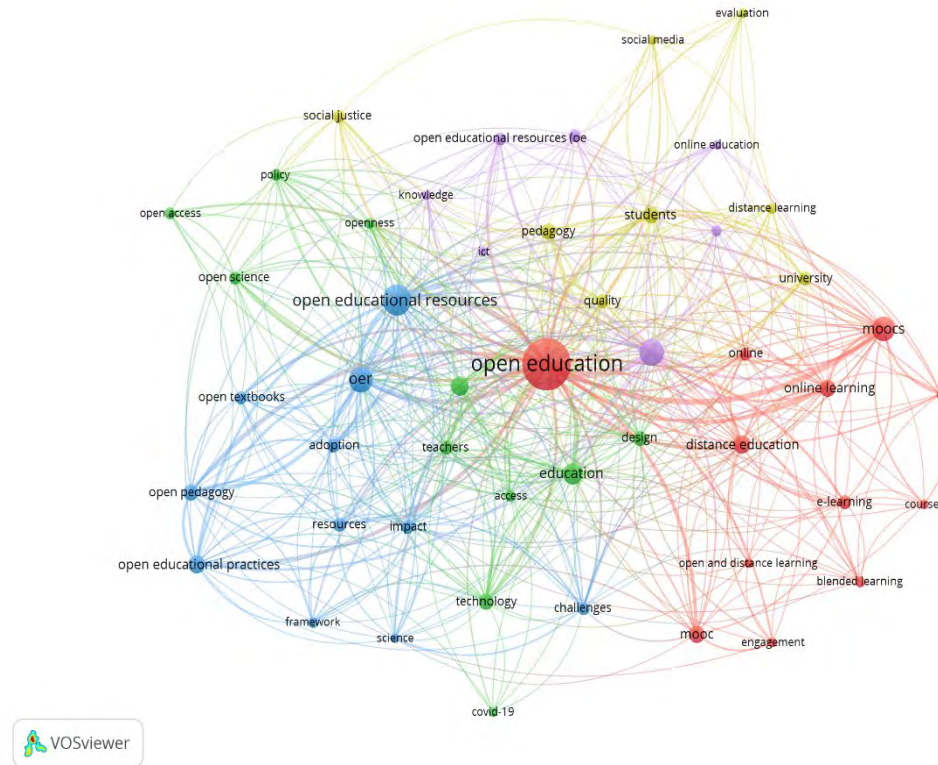 evaluation
social media
social justice
open educational resources (oe
online education
policy
knowledge
open access
openness
students
distance learning
pedagogy
ict
open science
university
open educational resources
quality
moocs
online
open education
oer
online learning
open textbooks
design
adoption
teachers
distance education
education
open pedagogy
access
e-learning
course
resources
impact
open educational practices
open and distance learning
blended learning
technology
challenges
framework
science
mooc
engagement
covid-19
VOSviewer